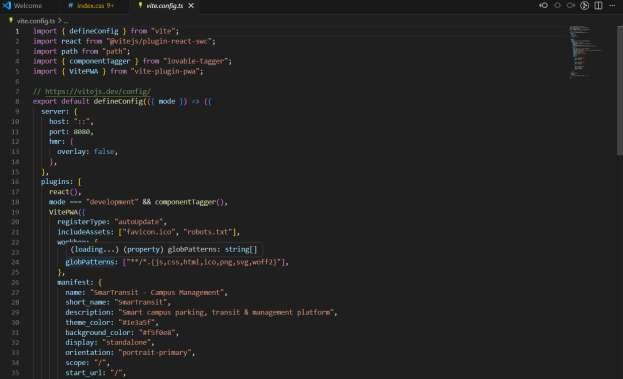 Welcome
# index.css 9+
vite.config.ts ×
vite.config.ts > ...
1 import { defineConfig } from "vite";
2 import react from "@vitejs/plugin-react-swc";
3 import path from "path";
4 import { componentTagger } from "lovable-tagger";
5 import { VitePWA } from "vite-plugin-pwa";
6
7 // https://vitejs.dev/config/
8 export default defineConfig(({ mode }) => ({
9 server: {
10 host: "::",
11 port: 8080,
12 hmr: {
13 overlay: false,
14 },
15 },
16 plugins: [
17 react(),
18 mode === "development" && componentTagger(),
19 VitePWA({
20 registerType: "autoUpdate",
21 includeAssets: ["favicon.ico", "robots.txt"],
22 workbox: {
23 (loading...) (property) globPatterns: string[]
24 globPatterns: ["**/*.{js,css,html,ico,png,svg,woff2}"],
25 },
26 manifest: {
27 name: "SmarTransit - Campus Management",
28 short_name: "SmarTransit",
29 description: "Smart campus parking, transit & management platform",
30 theme_color: "#1e3a5f",
31 background_color: "#f5f0e8",
32 display: "standalone",
33 orientation: "portrait-primary",
34 scope: "/",
35 start_url: "/",